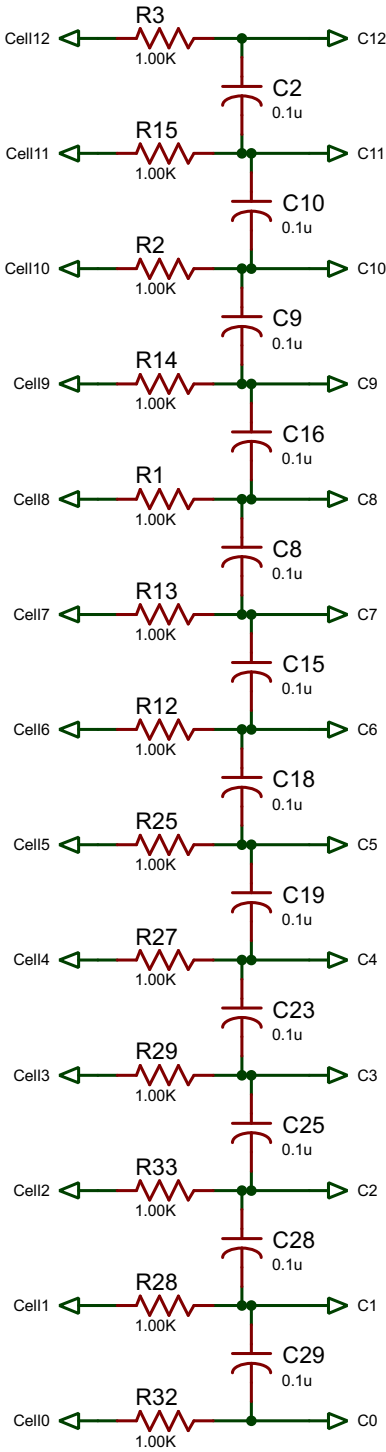 R3
Cell12
C12
1.00K
C2
0.1u
R15
Cell11
C11
1.00K
C10
0.1u
R2
Cell10
C10
1.00K
C9
0.1u
R14
Cell9
C9
1.00K
C16
0.1u
R1
Cell8
C8
1.00K
C8
0.1u
R13
Cell7
C7
1.00K
C15
0.1u
R12
Cell6
C6
1.00K
C18
0.1u
R25
Cell5
C5
1.00K
C19
0.1u
R27
Cell4
C4
1.00K
C23
0.1u
R29
Cell3
C3
1.00K
C25
0.1u
R33
Cell2
C2
1.00K
C28
0.1u
R28
Cell1
C1
1.00K
C29
0.1u
R32
Cell0
C0
1.00K